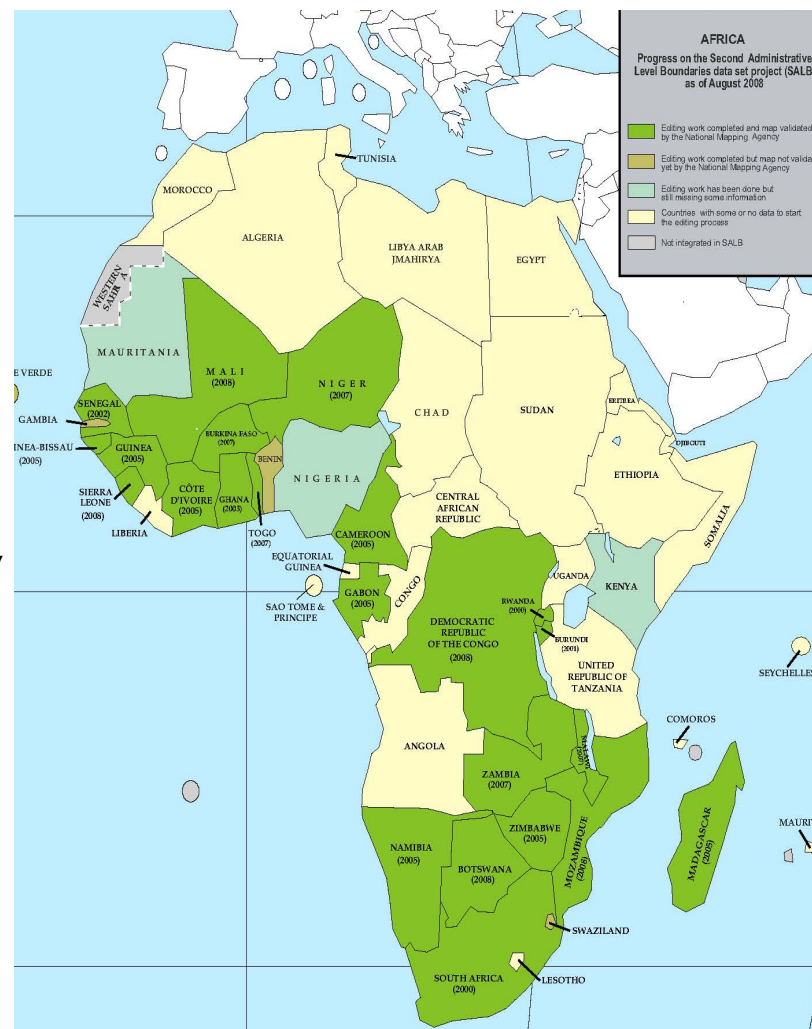 AFRICA
Progress on the Second Administrative
Level Boundaries data set project (SALB
as of August 2008
Editing work completed and map validated
by the National Mapping Agency
Editing work completed but map not valida
yet by the National Mapping Agency
Editing work has been done but
still missing some information
Countries with some or no data to start
the editing process
Not integrated in SALB
TUNISIA
MOROCCO
ALGERIA
LIBYA ARAB
JMAHIRYA
EGYPT
WESTERN
SAHR A
MAURITANIA
MALI
(2008)
NIGER
(2007)
CHAD
SUDAN
ERITREA
DJIBOUTI
E VERDE
SENEGAL
(2002)
GAMBIA
INEA-BISSAU
(2005)
GUINEA
(2005)
BURKINA FASO
(2007)
BENIN
NIGERIA
ETHIOPIA
SOMALIA
SIERRA
LEONE
(2008)
CÔTE
D'IVOIRE
(2005)
GHANA
(2003)
LIBERIA
TOGO
(2007)
CENTRAL
AFRICAN
REPUBLIC
CAMEROON
(2005)
EQUATORIAL
GUINEA
GABON
(2005)
CONGO
SAO TOME &
PRINCIPE
UGANDA
KENYA
RWANDA
(2000)
BURUNDI
(2001)
DEMOCRATIC
REPUBLIC
OF THE CONGO
(2008)
UNITED
REPUBLIC OF
TANZANIA
SEYCHELLES
COMOROS
ANGOLA
MALAWI
(2007)
ZAMBIA
(2007)
ZIMBABWE
(2005)
MOZAMBIQUE
(2008)
MADAGASCAR
(2005)
MAURI
NAMIBIA
(2005)
BOTSWANA
(2008)
SWAZILAND
LESOTHO
SOUTH AFRICA
(2000)